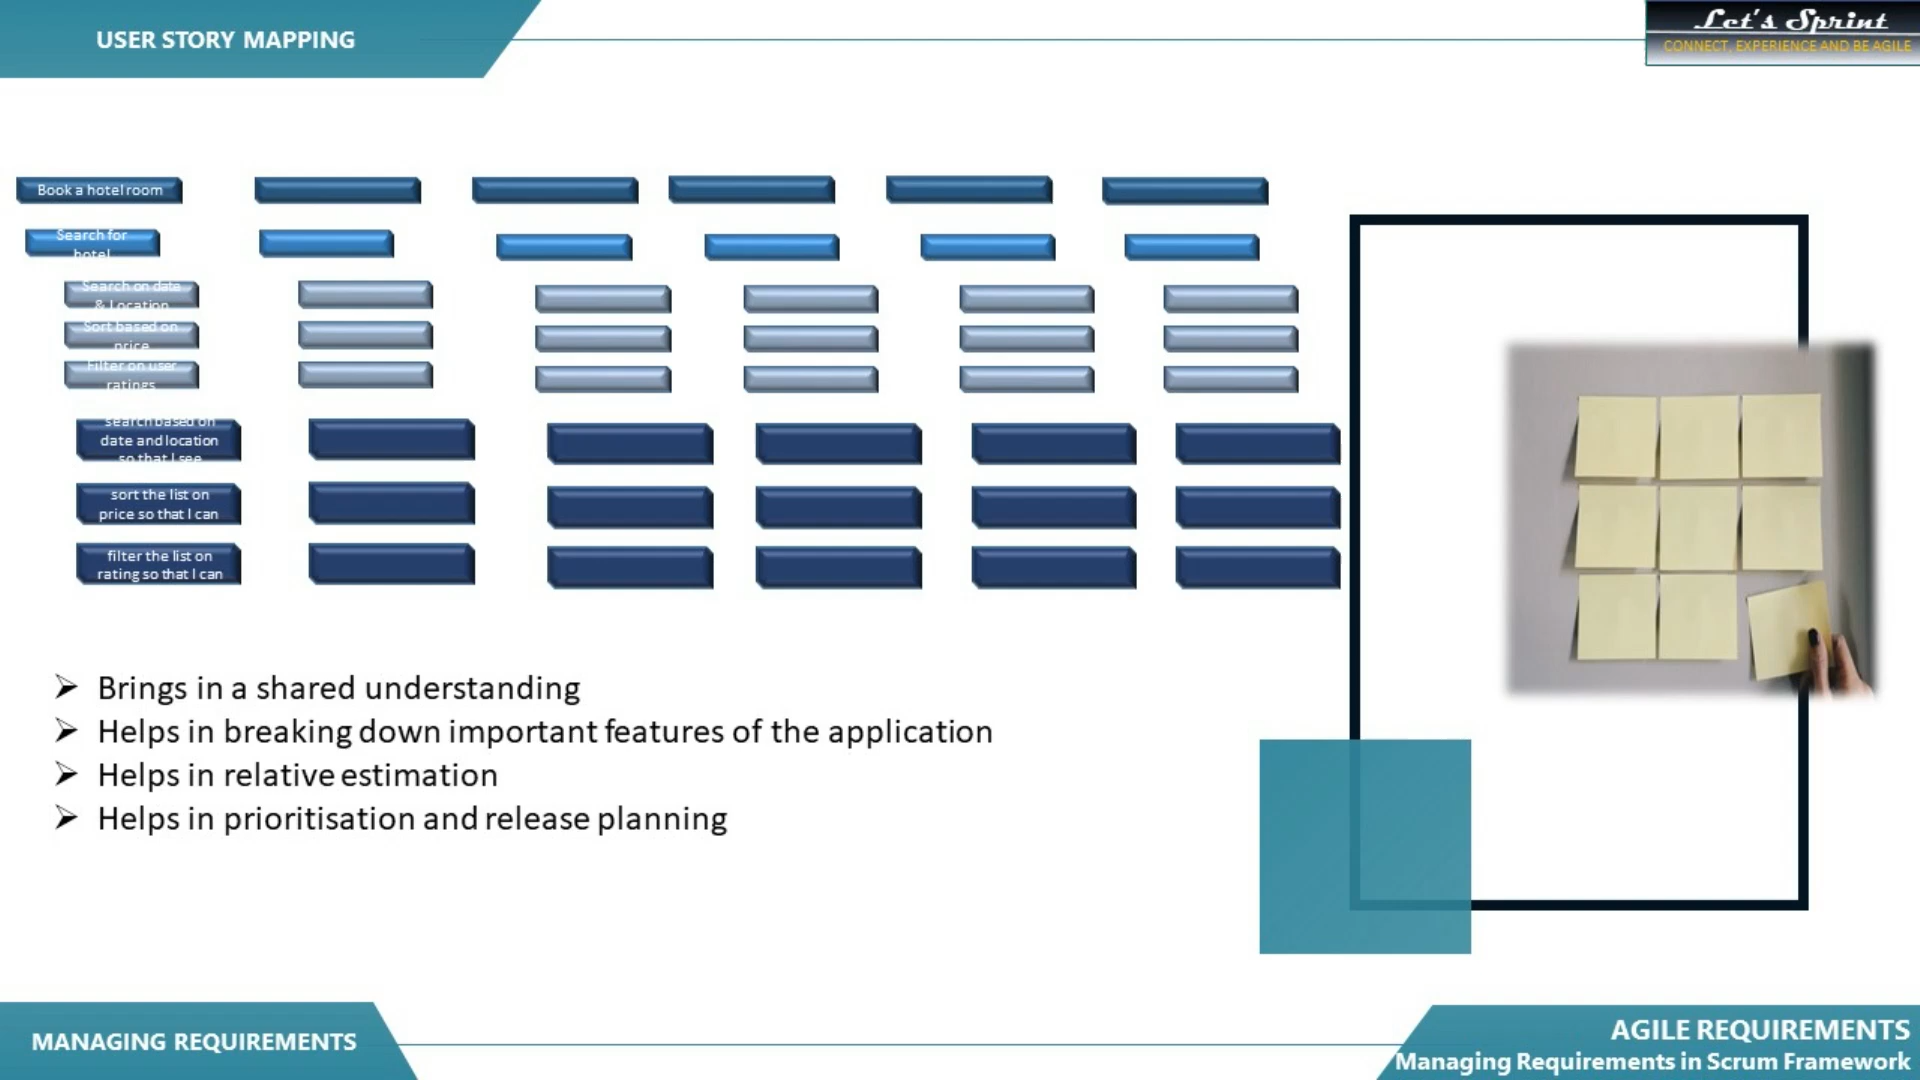 USER STORY MAPPING
Let's Sprint
CONNECT, EXPERIENCE AND BE AGILE
Book a hotel room
Search for
hotel
Search on date
& Location
Sort based on
price
Filter on user
ratings
search based on
date and location
so that I see
sort the list on
price so that I can
filter the list on
rating so that I can
Brings in a shared understanding
Helps in breaking down important features of the application
Helps in relative estimation
Helps in prioritisation and release planning
MANAGING REQUIREMENTS
AGILE REQUIREMENTS
Managing Requirements in Scrum Framework